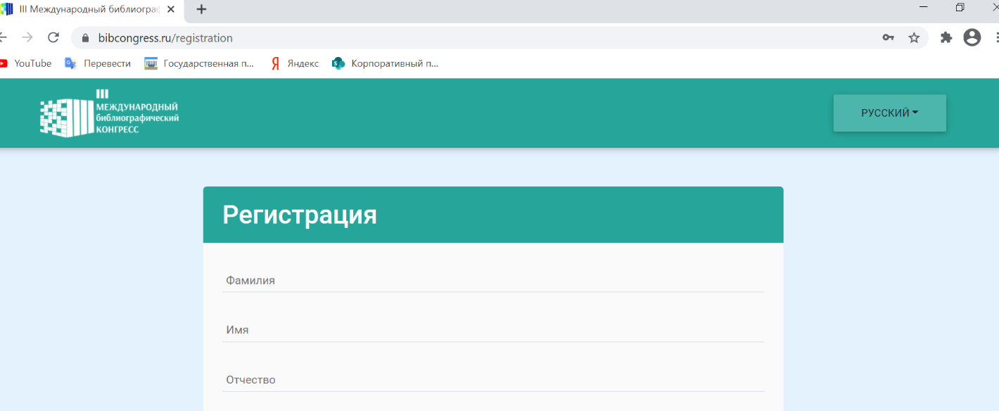 III Международный библиограф
bibcongress.ru/registration
YouTube Перевести Государственная п... Яндекс Корпоративный п...
III
МЕЖДУНАРОДНЫЙ
библиографический
КОНГРЕСС
РУССКИЙ
Регистрация
Фамилия
Имя
Отчество